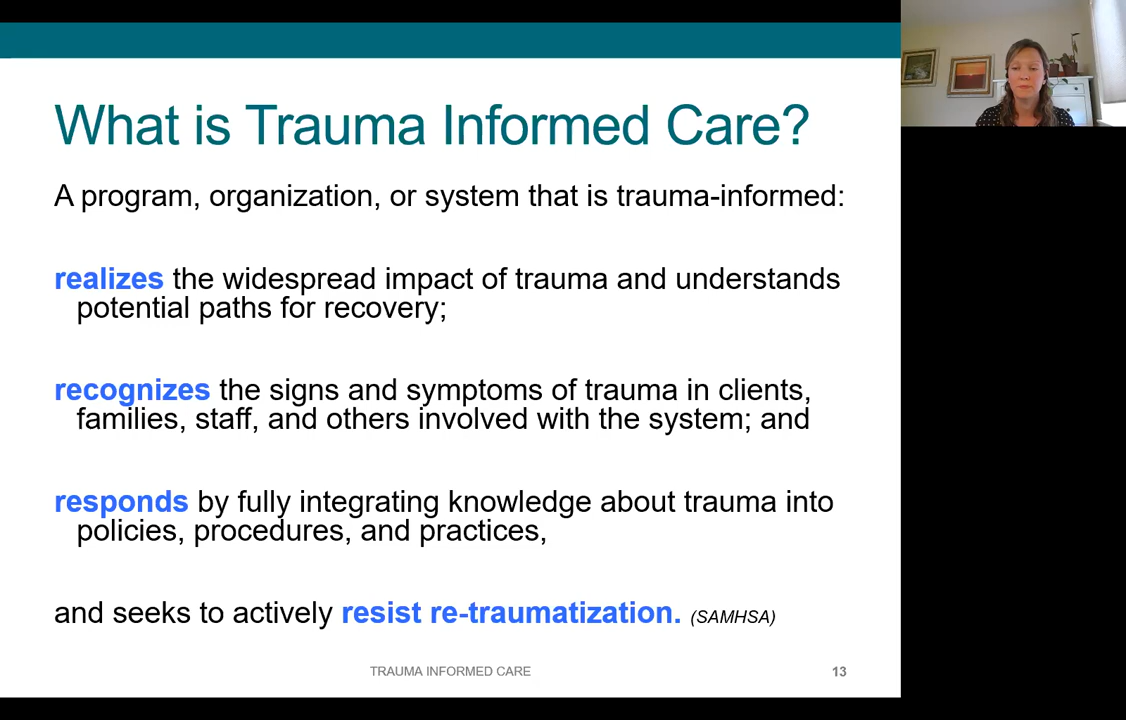 What is Trauma Informed Care?
A program, organization, or system that is trauma-informed:
realizes the widespread impact of trauma and understands
potential paths for recovery;
recognizes the signs and symptoms of trauma in clients,
families, staff, and others involved with the system; and
responds by fully integrating knowledge about trauma into
policies, procedures, and practices,
and seeks to actively resist re-traumatization. (SAMHSA)
TRAUMA INFORMED CARE 13